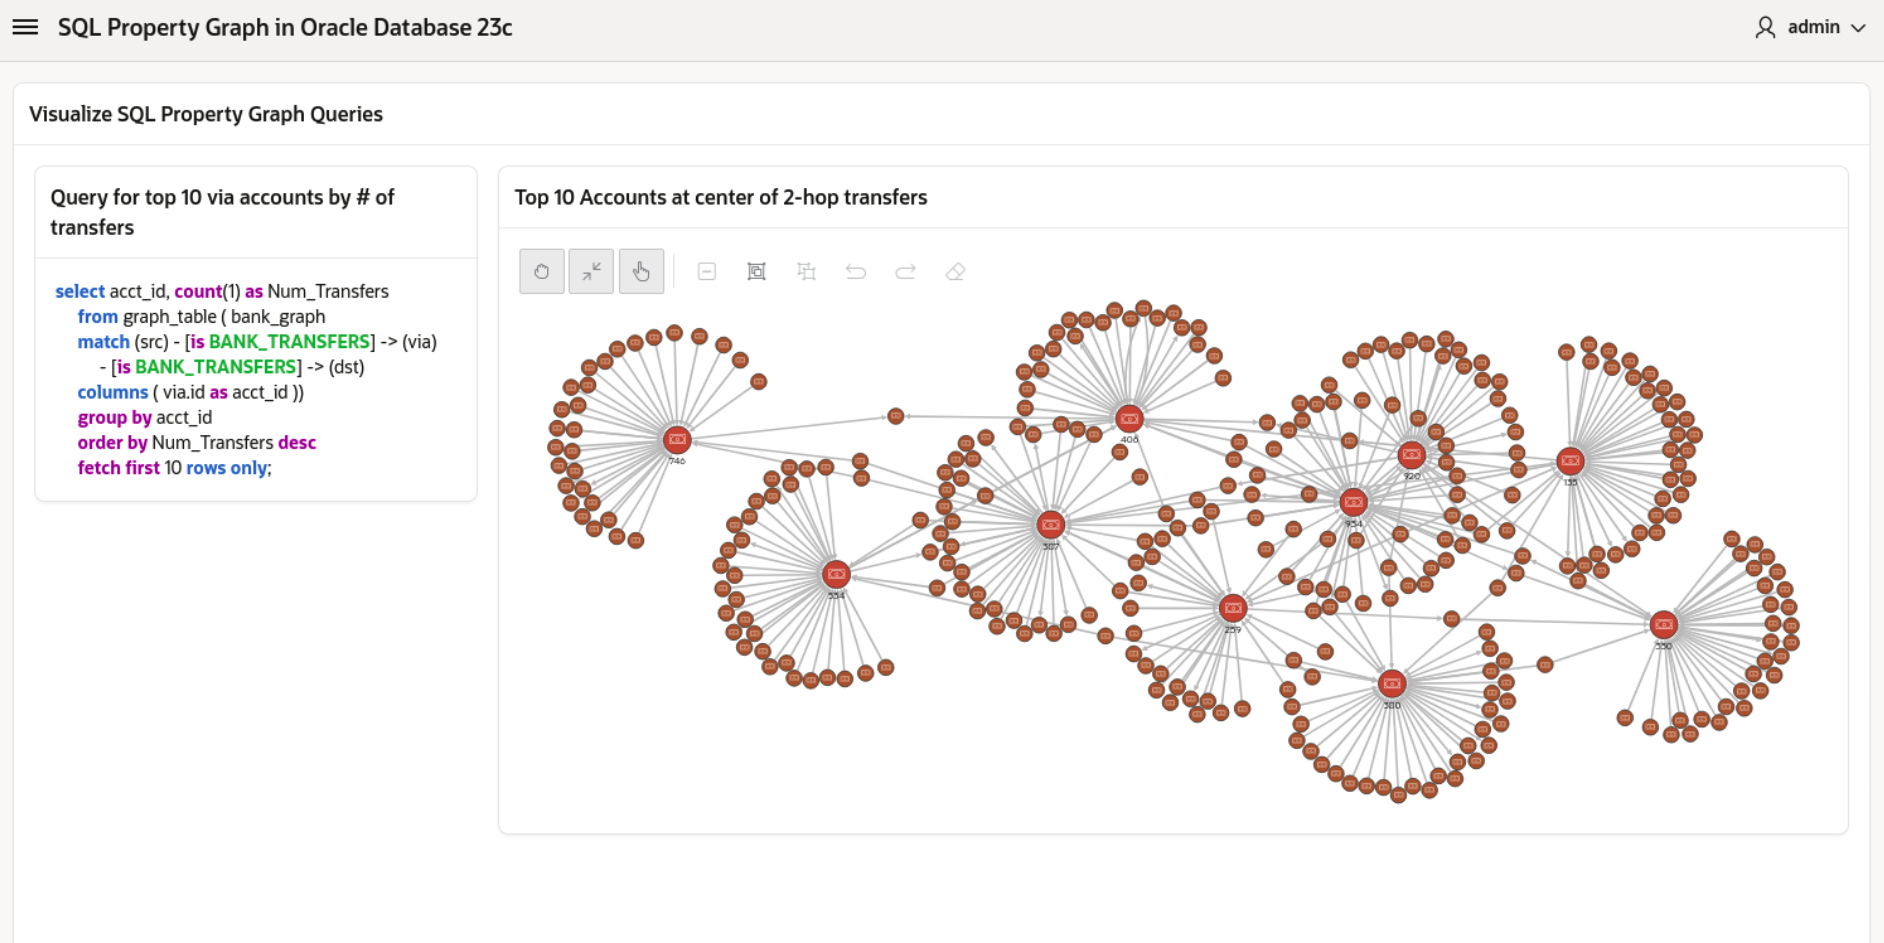 SQL Property Graph in Oracle Database 23c
admin
Visualize SQL Property Graph Queries
Query for top 10 via accounts by # of
transfers
select acct_id, count(1) as Num_Transfers
from graph_table ( bank_graph
match (src) - [is BANK_TRANSFERS] -> (via)
- [is BANK_TRANSFERS] -> (dst)
columns ( via.id as acct_id ))
group by acct_id
order by Num_Transfers desc
fetch first 10 rows only;
Top 10 Accounts at center of 2-hop transfers
406
746
920
135
934
387
554
259
330
380